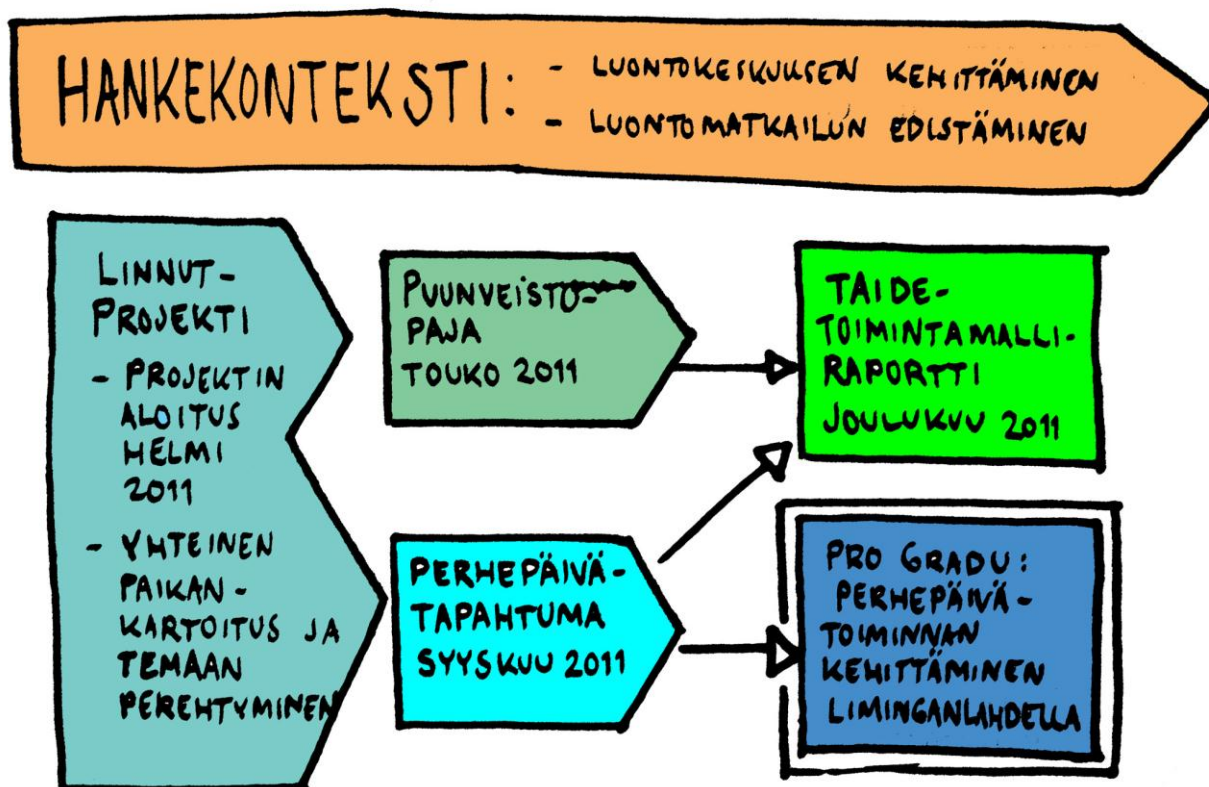 HANKEKONTEKSTI:
- LUONTOKESKUKSEN KEHITTÄMINEN
- LUONTOMATKAILUN EDISTÄMINEN
LINNUT-
PROJEKTI
- PROJEKTIN
ALOITUS
HELMI
2011
- YHTEINEN
PAIKAN-
KARTOITUS JA
TEMAAN
PEREHTYMINEN
PUUNVEISTO-
PAJA
TOUKO 2011
PERHEPÄIVÄ-
TAPAHTUMA
SYYSKUU 2011
TAIDE-
TOIMINTAMALLI-
RAPORTTI
JOULUKUU 2011
PRO GRADU:
PERHEPÄIVÄ-
TOIMINNAN
KEHITTÄMINEN
LIMINGANLAHDELLA